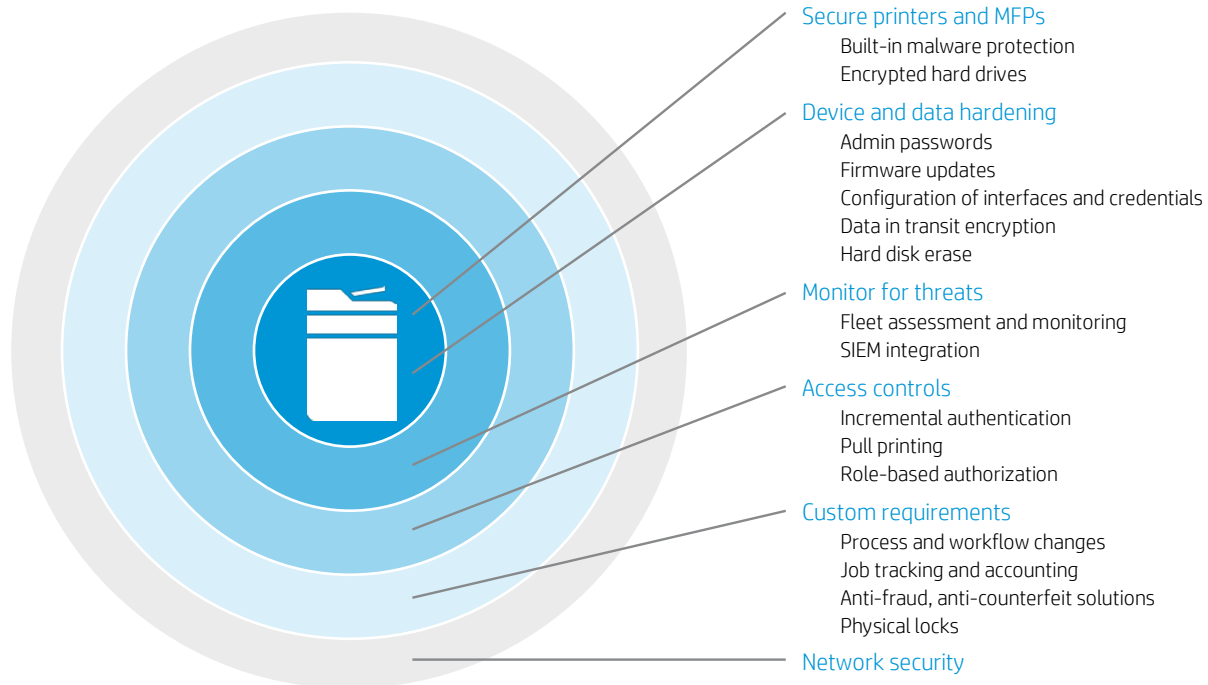 Secure printers and MFPs
Built-in malware protection
Encrypted hard drives
Device and data hardening
Admin passwords
Firmware updates
Configuration of interfaces and credentials
Data in transit encryption
Hard disk erase
Monitor for threats
Fleet assessment and monitoring
SIEM integration
Access controls
Incremental authentication
Pull printing
Role-based authorization
Custom requirements
Process and workflow changes
Job tracking and accounting
Anti-fraud, anti-counterfeit solutions
Physical locks
Network security